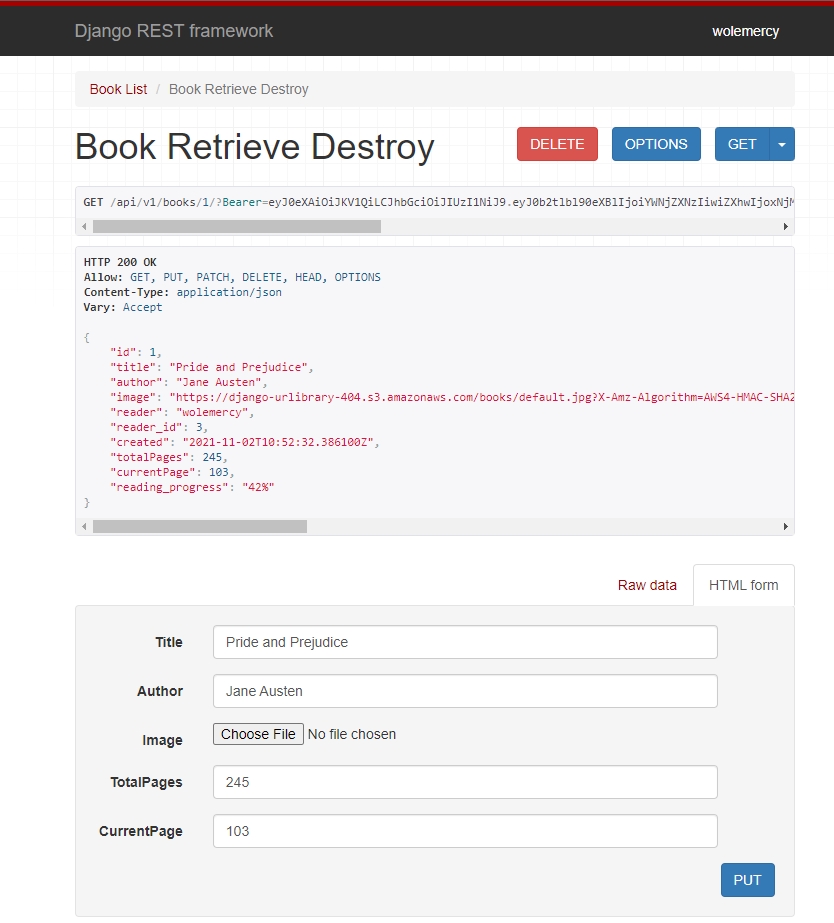 Django REST framework wolemercy
Book List / Book Retrieve Destroy
Book Retrieve Destroy DELETE OPTIONS GET
GET /api/v1/books/1/?Bearer=eyJ0eXAiOiJKV1QiLCJhbGciOiJIUzI1NiJ9.eyJ0b2tlbl90eXBlIjoiYWNjZXNzIiwiZXhwIjoxNjM
HTTP 200 OK
Allow: GET, PUT, PATCH, DELETE, HEAD, OPTIONS
Content-Type: application/json
Vary: Accept
{
"id": 1,
"title": "Pride and Prejudice",
"author": "Jane Austen",
"image": "https://django-urlibrary-404.s3.amazonaws.com/books/default.jpg?X-Amz-Algorithm=AWS4-HMAC-SHA2
"reader": "wolemercy",
"reader_id": 3,
"created": "2021-11-02T10:52:32.386100Z",
"totalPages": 245,
"currentPage": 103,
"reading_progress": "42%"
}
Raw data HTML form
Title Pride and Prejudice
Author Jane Austen
Image Choose File No file chosen
TotalPages 245
CurrentPage 103
PUT